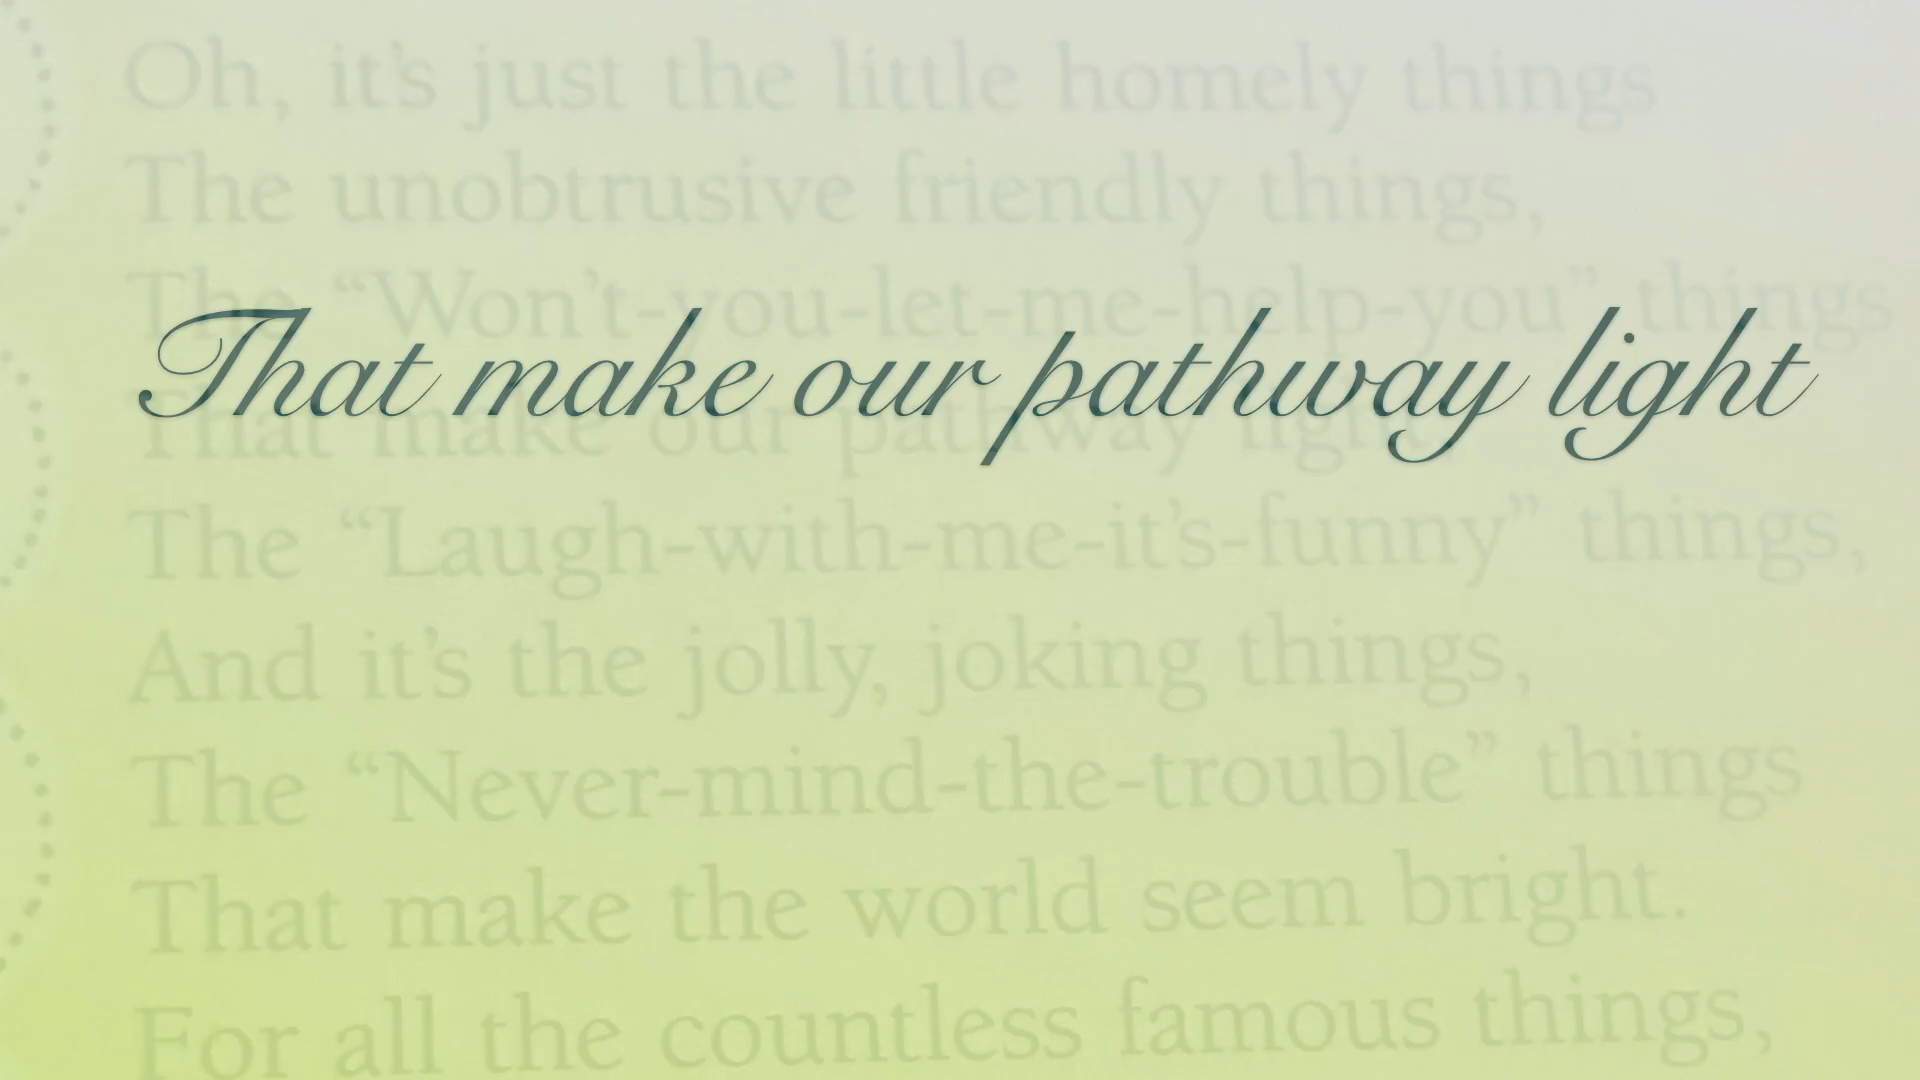 Oh, it's just the little homely things
The unobtrusive friendly things,
The “Won't-you-let-me-help-you” things
That make our pathway light
That make our pathway light
The “Laugh-with-me-it's-funny” things,
And it's the jolly, joking things,
The “Never-mind-the-trouble” things
That make the world seem bright.
For all the countless famous things,